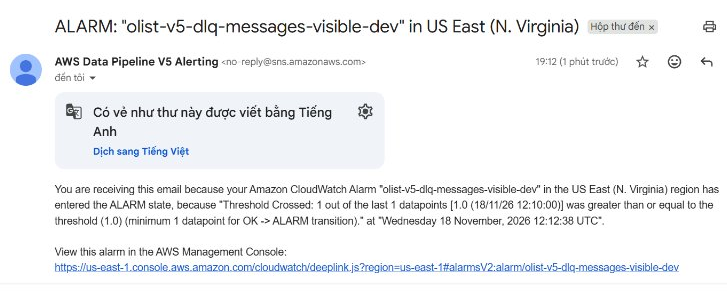 ALARM: "olist-v5-dlq-messages-visible-dev" in US East (N. Virginia) Hộp thư đến ×
AWS Data Pipeline V5 Alerting <no-reply@sns.amazonaws.com> 19:12 (1 phút trước)
đến tôi
Có vẻ như thư này được viết bằng Tiếng
Anh
Dịch sang Tiếng Việt
You are receiving this email because your Amazon CloudWatch Alarm "olist-v5-dlq-messages-visible-dev" in the US East (N. Virginia) region has
entered the ALARM state, because "Threshold Crossed: 1 out of the last 1 datapoints [1.0 (18/11/26 12:10:00)] was greater than or equal to the
threshold (1.0) (minimum 1 datapoint for OK -> ALARM transition)." at "Wednesday 18 November, 2026 12:12:38 UTC".
View this alarm in the AWS Management Console:
https://us-east-1.console.aws.amazon.com/cloudwatch/deeplink.js?region=us-east-1#alarmsV2:alarm/olist-v5-dlq-messages-visible-dev